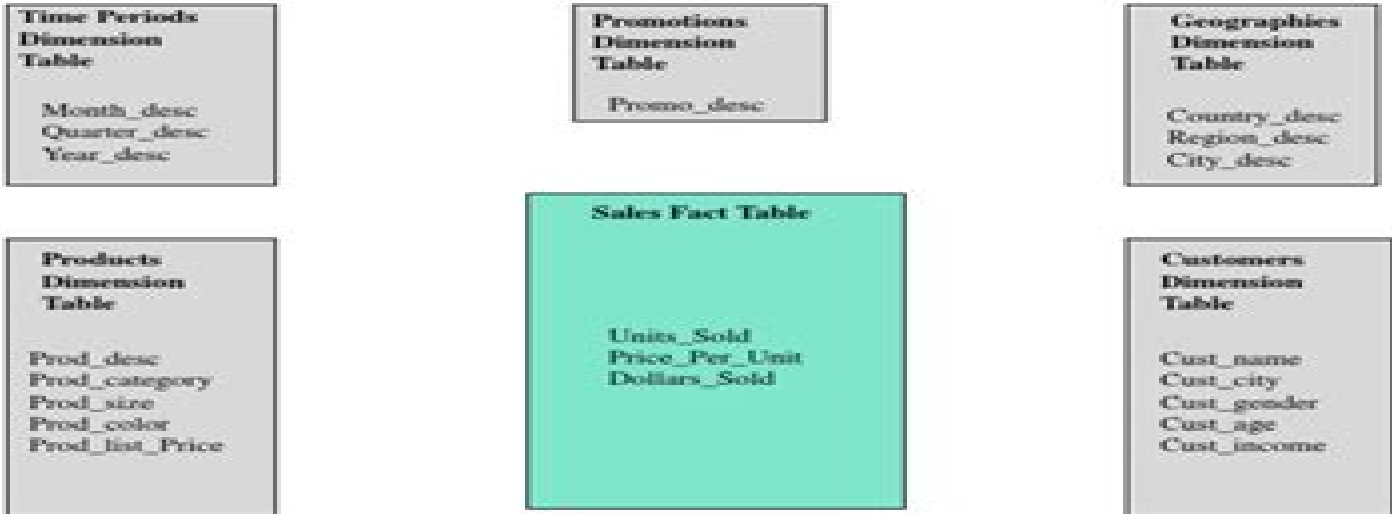 Time Periods
Dimension
Table
Month_desc
Quarter_desc
Year_desc
Promotions
Dimension
Table
Promo_desc
Geographies
Dimension
Table
Country_desc
Region_desc
City_desc
Products
Dimension
Table
Prod_desc
Prod_category
Prod_size
Prod_color
Prod_list_Price
Sales Fact Table
Units_Sold
Price_Per_Unit
Dollars_Sold
Customers
Dimension
Table
Cust_name
Cust_city
Cust_gender
Cust_age
Cust_income